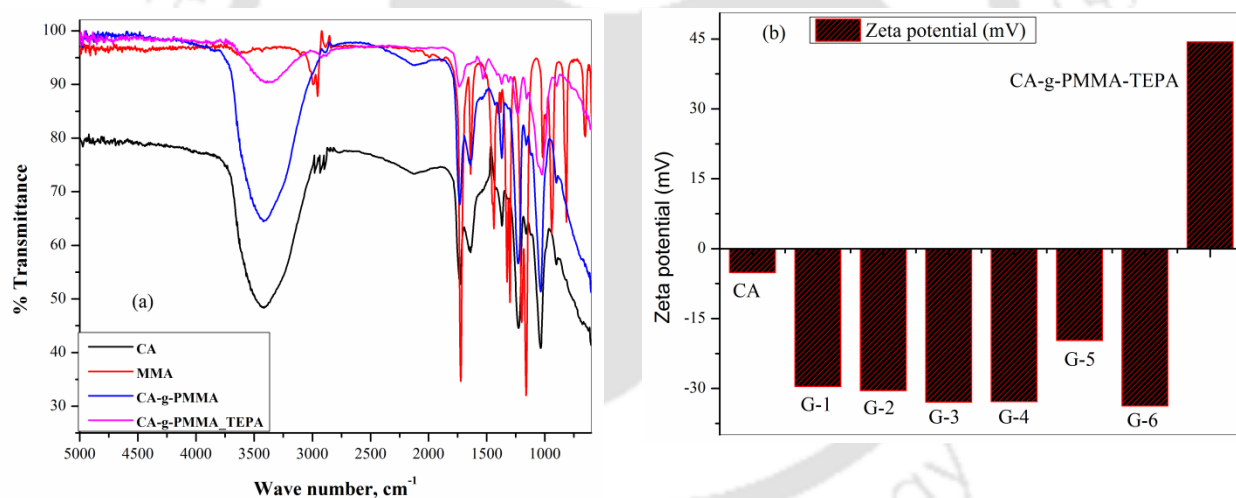 100
90
80
70
60
50
40
30
% Transmittance
(a)
CA
MMA
CA-g-PMMA
CA-g-PMMA_TEPA
5000 4500 4000 3500 3000 2500 2000 1500 1000
Wave number, cm-1
(b)
Zeta potential (mV)
CA-g-PMMA-TEPA
45
30
15
0
-15
-30
Zeta potential (mV)
CA
G-1
G-2
G-3
G-4
G-5
G-6